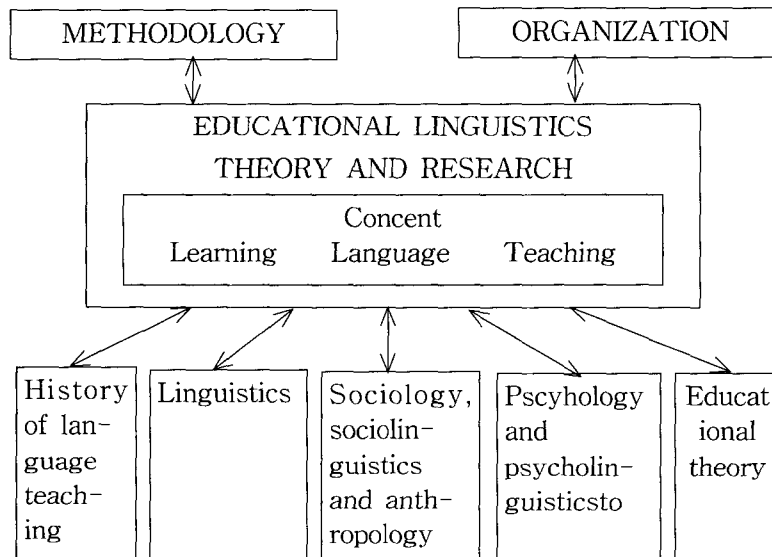 METHODOLOGY
ORGANIZATION
EDUCATIONAL LINGUISTICS
THEORY AND RESEARCH
Concent
Learning Language Teaching
History
of lan-
guage
teach-
ing
Linguistics
Sociology,
sociolin-
guistics
and anth-
ropology
Pscyhology
and
psycholin-
guisticsto
Educat
ional
theory